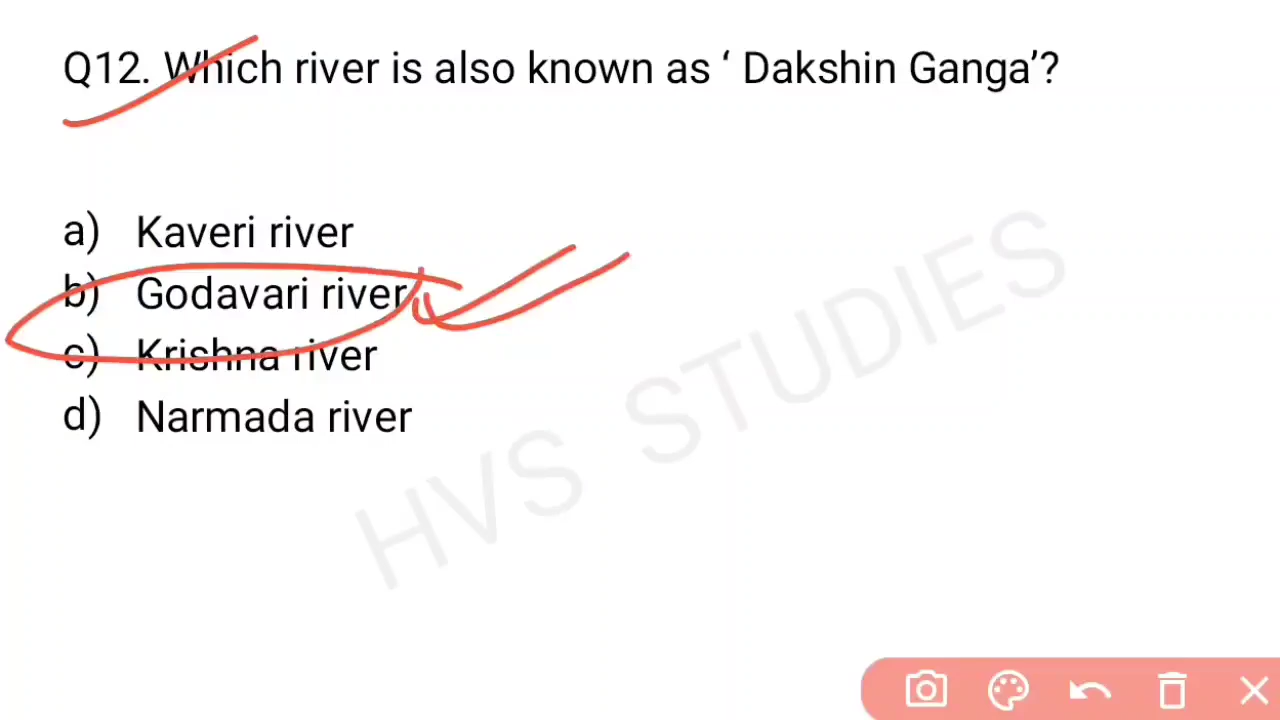 Q12. Which river is also known as ‘ Dakshin Ganga’?
a) Kaveri river
b) Godavari river
c) Krishna river
d) Narmada river
HVS STUDIES